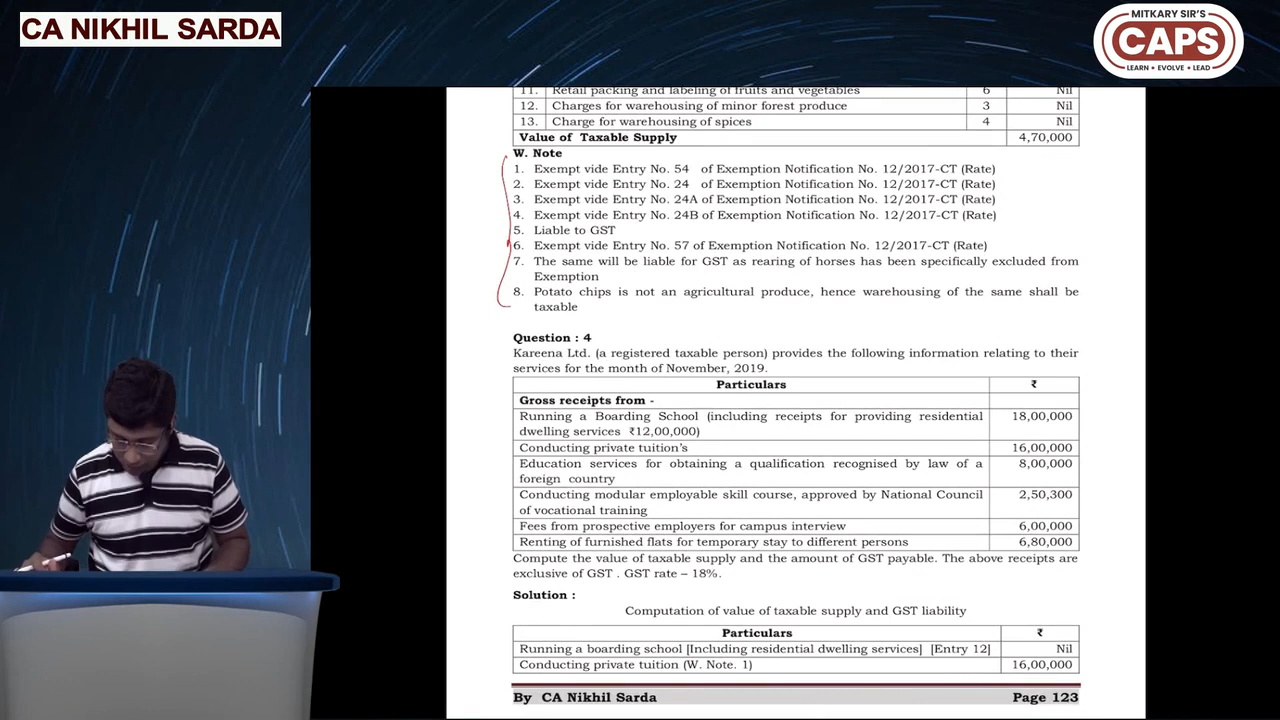 CA NIKHIL SARDA
MITKARY SIR'S
CAPS
LEARN • EVOLVE • LEAD
11. Retail packing and labeling of fruits and vegetables 6 Nil
12. Charges for warehousing of minor forest produce 3 Nil
13. Charge for warehousing of spices 4 Nil
Value of Taxable Supply 4,70,000
W. Note
1. Exempt vide Entry No. 54 of Exemption Notification No. 12/2017-CT (Rate)
2. Exempt vide Entry No. 24 of Exemption Notification No. 12/2017-CT (Rate)
3. Exempt vide Entry No. 24A of Exemption Notification No. 12/2017-CT (Rate)
4. Exempt vide Entry No. 24B of Exemption Notification No. 12/2017-CT (Rate)
5. Liable to GST
6. Exempt vide Entry No. 57 of Exemption Notification No. 12/2017-CT (Rate)
7. The same will be liable for GST as rearing of horses has been specifically excluded from
Exemption
8. Potato chips is not an agricultural produce, hence warehousing of the same shall be
taxable
Question : 4
Kareena Ltd. (a registered taxable person) provides the following information relating to their
services for the month of November, 2019.
Particulars ₹
Gross receipts from -
Running a Boarding School (including receipts for providing residential 18,00,000
dwelling services ₹12,00,000)
Conducting private tuition's 16,00,000
Education services for obtaining a qualification recognised by law of a 8,00,000
foreign country
Conducting modular employable skill course, approved by National Council 2,50,300
of vocational training
Fees from prospective employers for campus interview 6,00,000
Renting of furnished flats for temporary stay to different persons 6,80,000
Compute the value of taxable supply and the amount of GST payable. The above receipts are
exclusive of GST . GST rate – 18%.
Solution :
Computation of value of taxable supply and GST liability
Particulars ₹
Running a boarding school [Including residential dwelling services] [Entry 12] Nil
Conducting private tuition (W. Note. 1) 16,00,000
By CA Nikhil Sarda Page 123